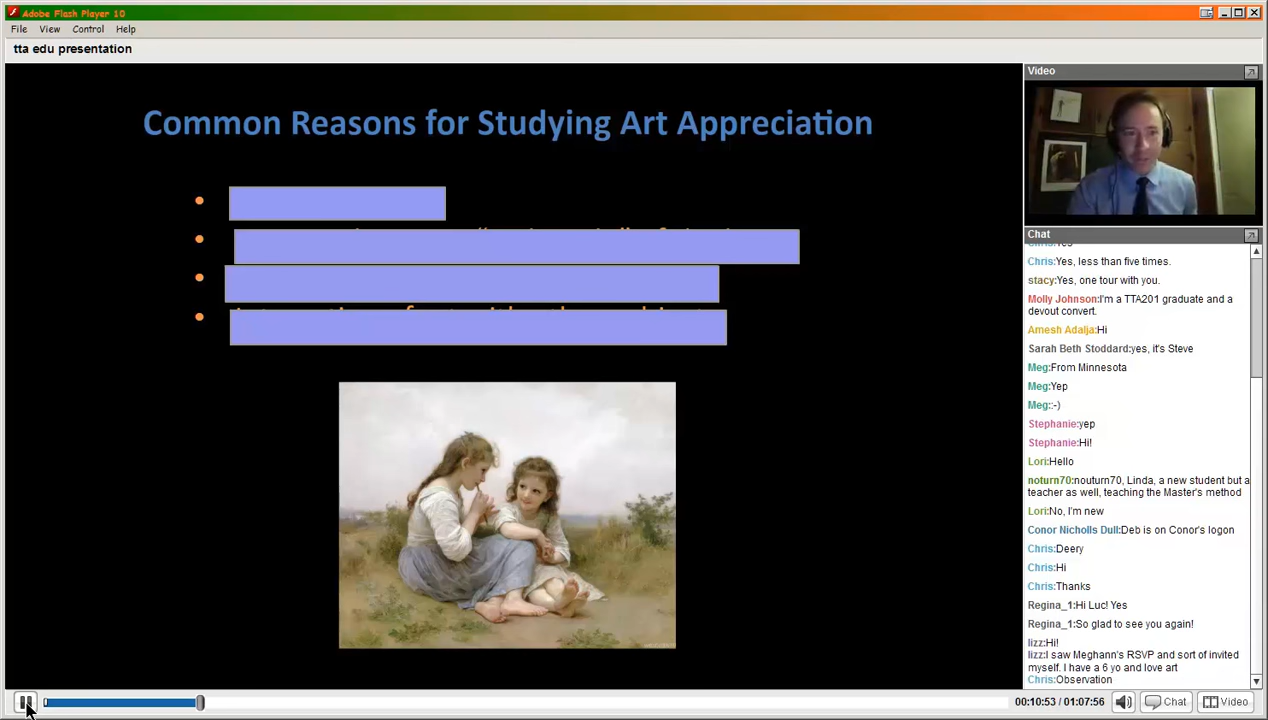 Adobe Flash Player 10
File View Control Help
tta edu presentation
Common Reasons for Studying Art Appreciation
Video
Chat
Chris:Yes
Chris:Yes, less than five times.
stacy:Yes, one tour with you.
Molly Johnson:I'm a TTA201 graduate and a
devout convert.
Amesh Adalja:Hi
Sarah Beth Stoddard:yes, it's Steve
Meg:From Minnesota
Meg:Yep
Meg::-)
Stephanie:yep
Stephanie:Hi!
Lori:Hello
noturn70:nouturn70, Linda, a new student but a
teacher as well, teaching the Master's method
Lori:No, I'm new
Conor Nicholls Dull:Deb is on Conor's logon
Chris:Deery
Chris:Hi
Chris:Thanks
Regina_1:Hi Luc! Yes
Regina_1:So glad to see you again!
lizz:Hi!
lizz:I saw Meghann's RSVP and sort of invited
myself. I have a 6 yo and love art
Chris:Observation
00:10:53 / 01:07:56
Chat
Video